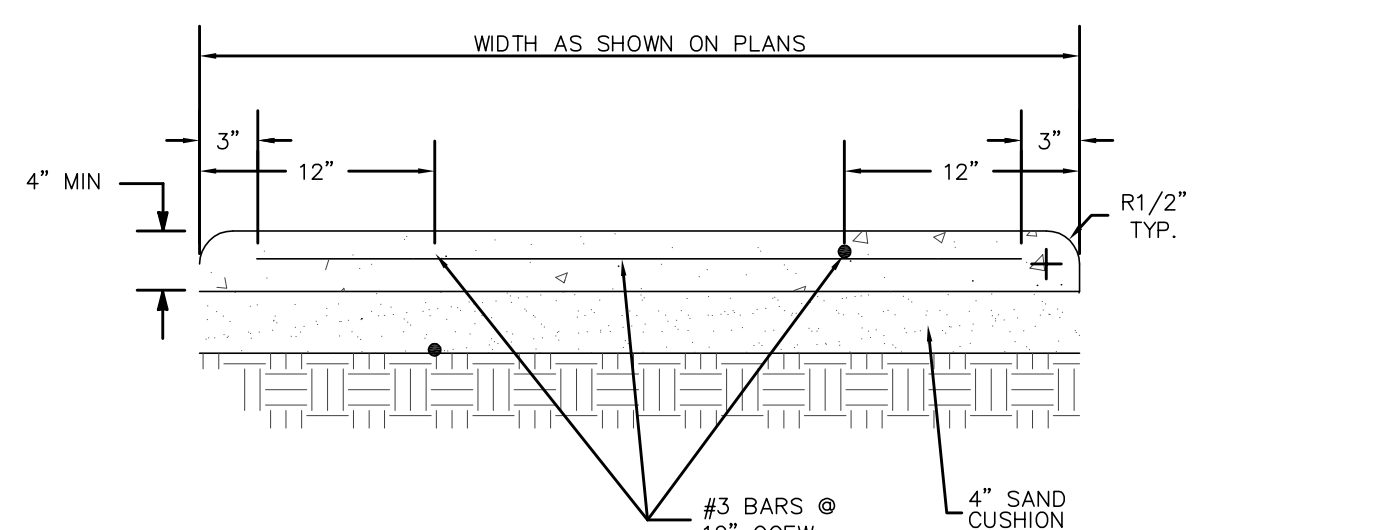 WIDTH AS SHOWN ON PLANS
3"
3"
12"
12"
4" MIN
R1/2"
TYP.
#3 BARS @
4" SAND
CUSHION